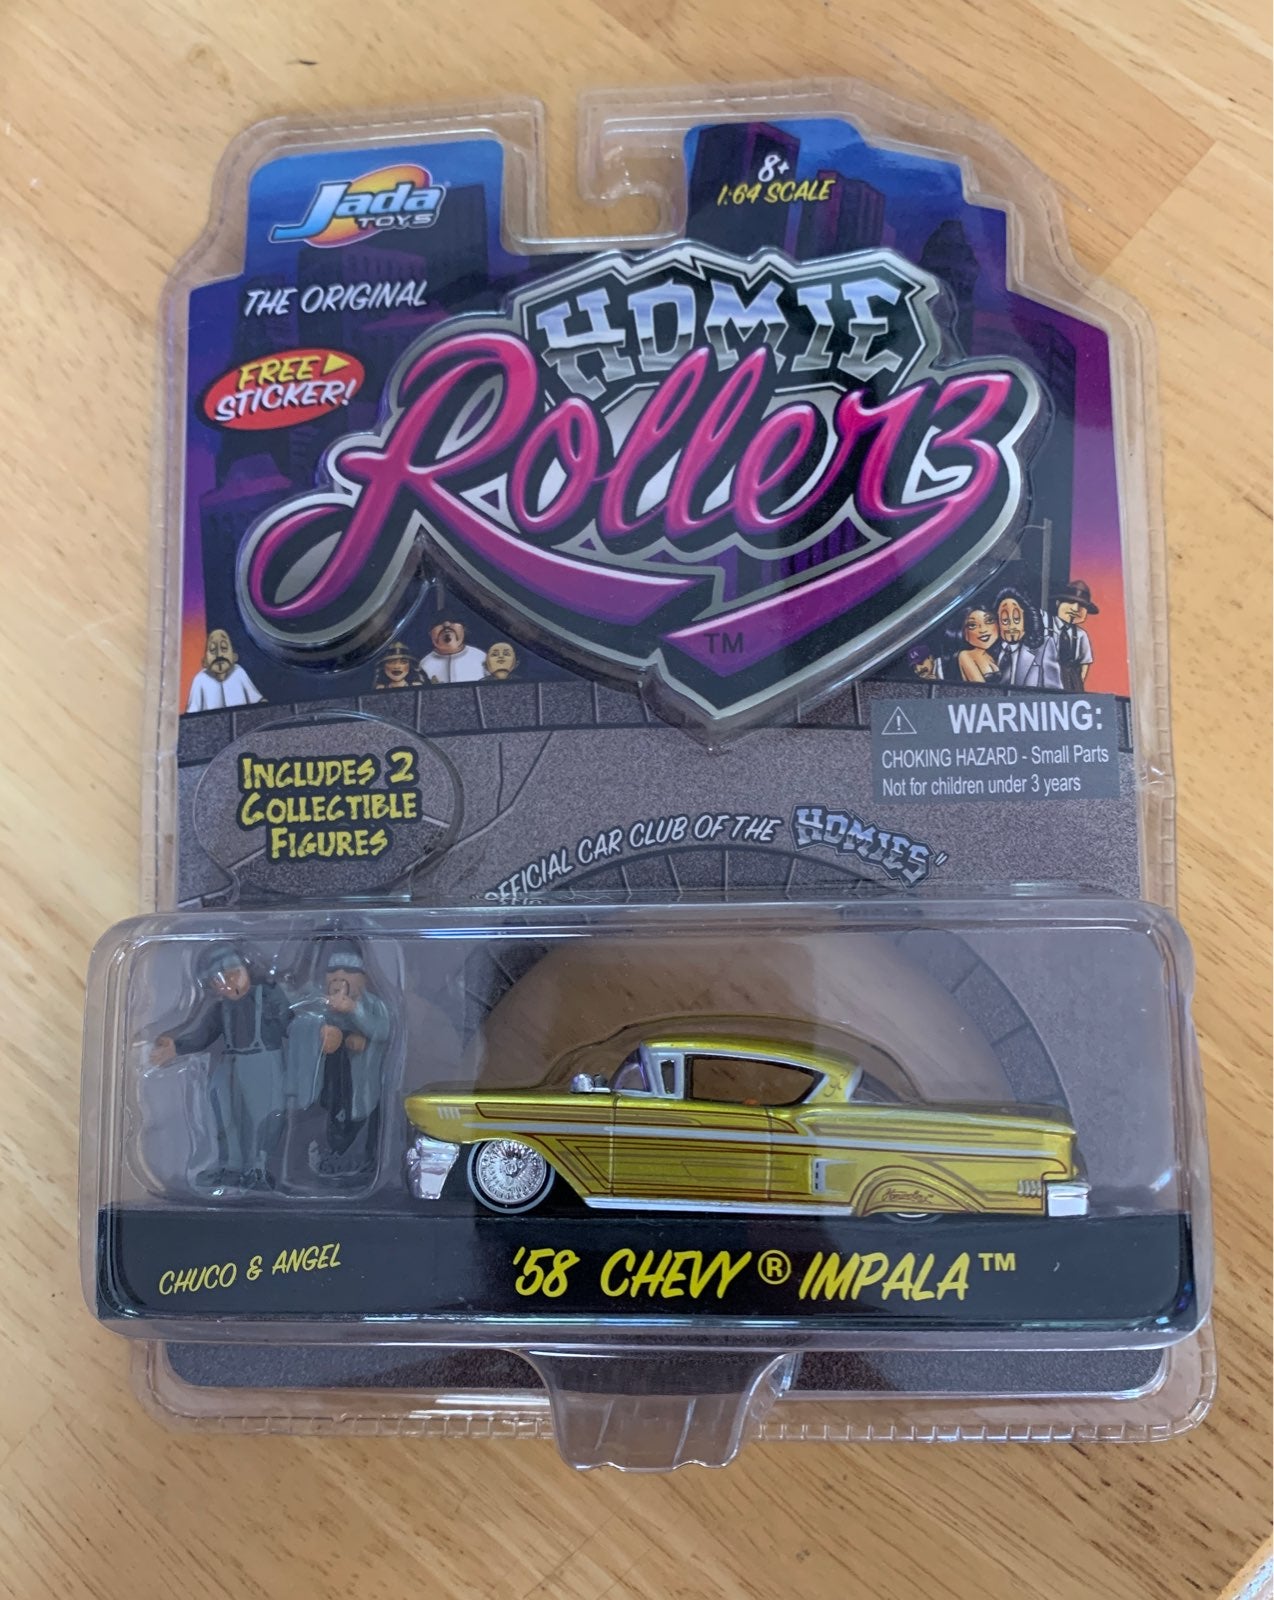 Jada
TOYS
8+
1:64 SCALE
THE ORIGINAL
HOMIE
Rollerz
TM
FREE
STICKER!
WARNING:
CHOKING HAZARD - Small Parts
Not for children under 3 years
INCLUDES 2
COLLECTIBLE
FIGURES
"OFFICIAL CAR CLUB OF THE HOMIES"
CHUCO & ANGEL
'58 CHEVY® IMPALA™